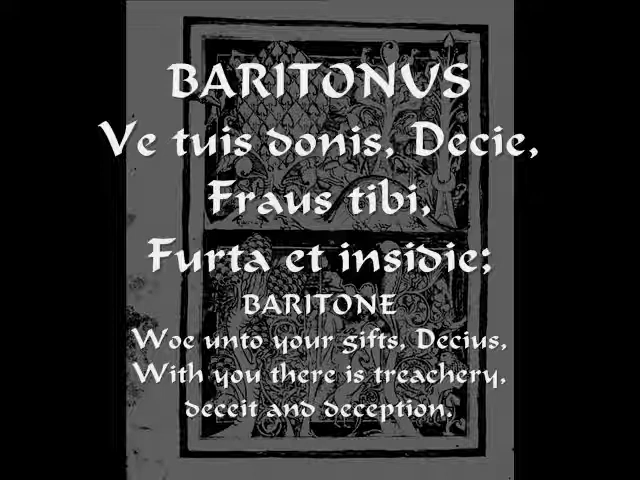 BARITONUS
Ve tuis donis, Decie,
Fraus tibi,
Furta et insidie;
BARITONE
Woe unto your gifts, Decius,
With you there is treachery,
deceit and deception.